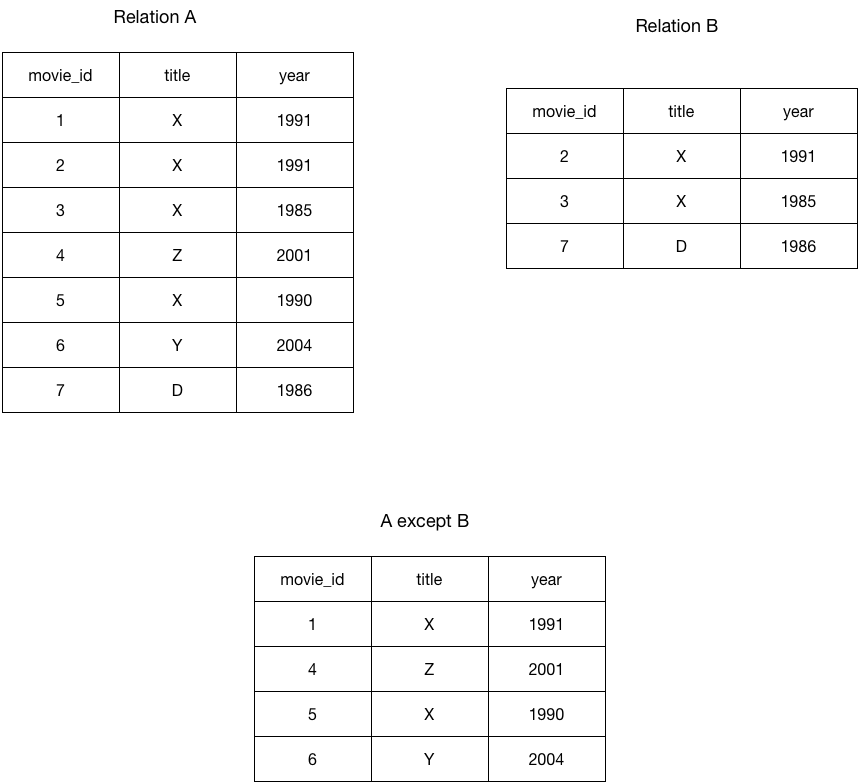 Relation A
movie_id title year
1 X 1991
2 X 1991
3 X 1985
4 Z 2001
5 X 1990
6 Y 2004
7 D 1986
Relation B
movie_id title year
2 X 1991
3 X 1985
7 D 1986
A except B
movie_id title year
1 X 1991
4 Z 2001
5 X 1990
6 Y 2004